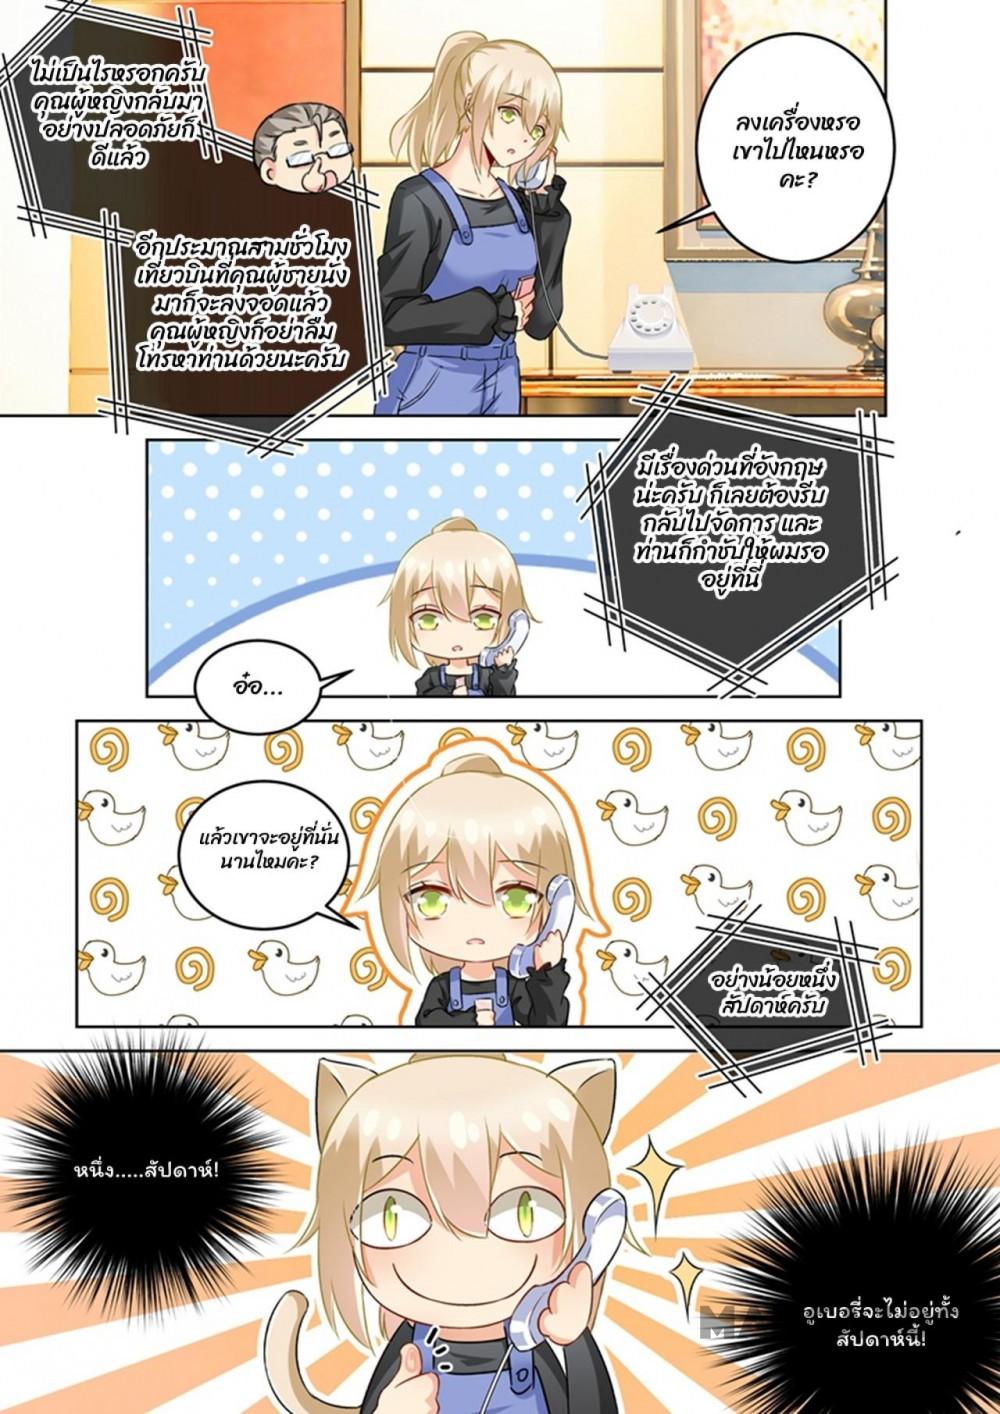 ไม่เป็นไรหรอกครับ
คุณผู้หญิงกลับมา
อย่างปลอดภัยก็
ดีแล้ว
อีกประมาณสามชั่วโมง
เที่ยวบินที่คุณผู้ชายนั่ง
มาก็จะลงจอดแล้ว
คุณผู้หญิงก็อย่าลืม
โทรหาท่านด้วยนะครับ
ลงเครื่องหรอ
เขาไปไหนหรอ
คะ?
มีเรื่องด่วนที่อังกฤษ
น่ะครับ ก็เลยต้องรีบ
กลับไปจัดการ และ
ท่านก็กำชับให้ผมรอ
อยู่ที่นี่
อ๋อ...
แล้วเขาจะอยู่ที่นั่น
นานไหมคะ?
อย่างน้อยหนึ่ง
สัปดาห์ครับ
หนึ่ง.....สัปดาห์!
อูเบอรี่จะไม่อยู่ทั้ง
สัปดาห์นี้!